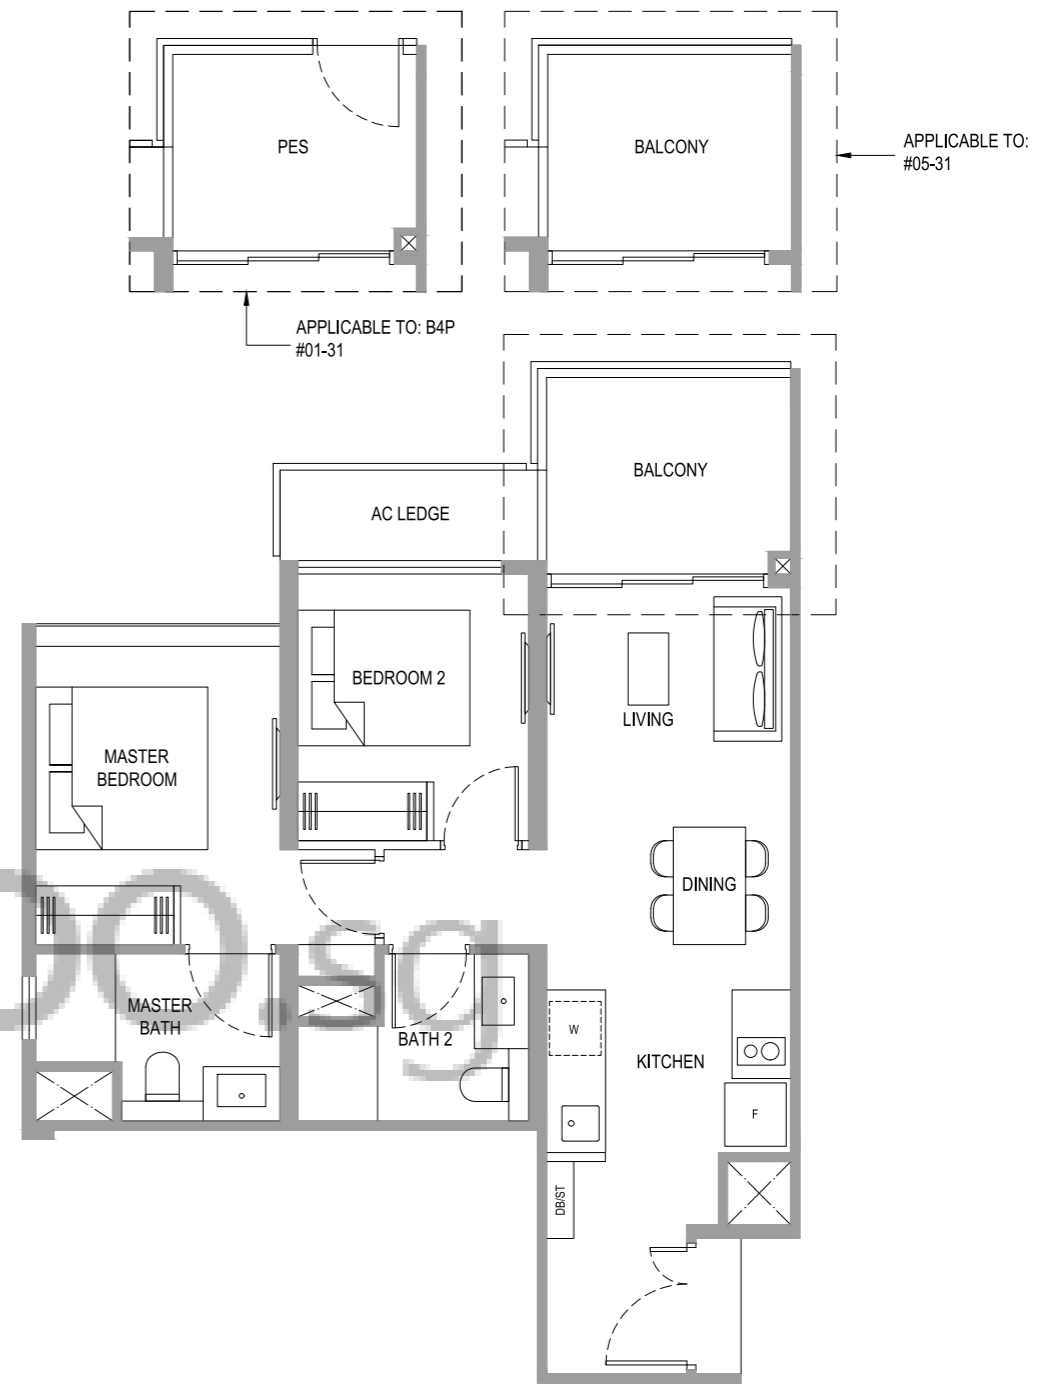 PES
BALCONY
APPLICABLE TO:
#05-31
APPLICABLE TO: B4P
#01-31
BALCONY
AC LEDGE
BEDROOM 2
LIVING
MASTER
BEDROOM
DINING
MASTER
BATH
BATH 2
W
KITCHEN
F
DB/ST
.sg